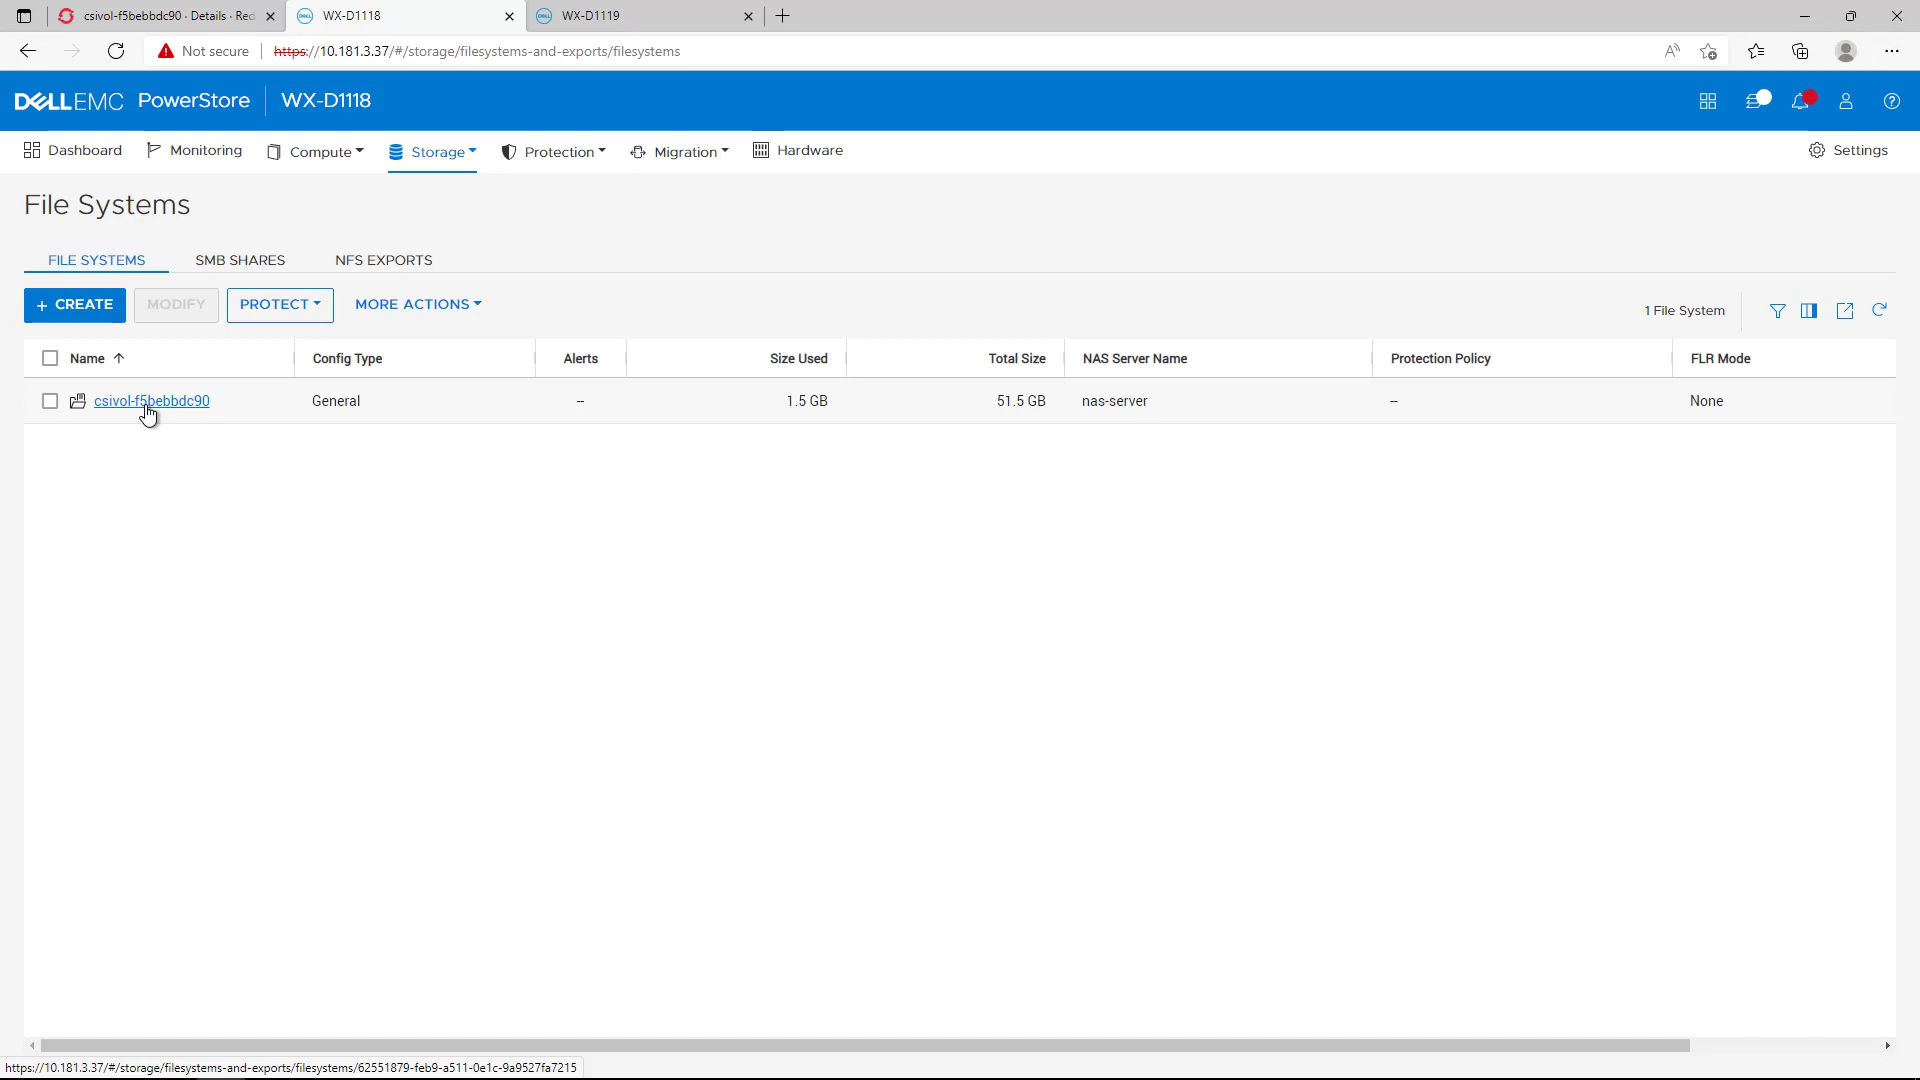 csivol-f5bebbdc90 · Details · Red
WX-D1118
WX-D1119
Not secure
https://10.181.3.37/#/storage/filesystems-and-exports/filesystems
DELLEMC PowerStore WX-D1118
Dashboard
Monitoring
Compute
Storage
Protection
Migration
Hardware
Settings
File Systems
FILE SYSTEMS
SMB SHARES
NFS EXPORTS
+ CREATE
MODIFY
PROTECT
MORE ACTIONS
1 File System
Name ↑ Config Type Alerts Size Used Total Size NAS Server Name Protection Policy FLR Mode
csivol-f5bebbdc90 General -- 1.5 GB 51.5 GB nas-server -- None
https://10.181.3.37/#/storage/filesystems-and-exports/filesystems/62551879-feb9-a511-0e1c-9a9527fa7215